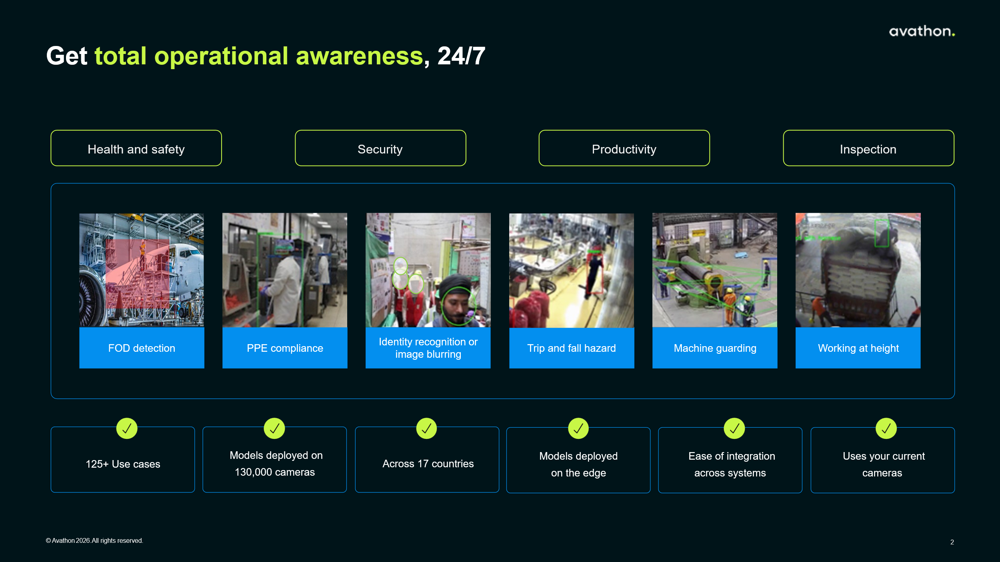 avathon.
Get total operational awareness, 24/7
Health and safety
Security
Productivity
Inspection
FOD detection
PPE compliance
Identity recognition or
image blurring
Trip and fall hazard
Machine guarding
Working at height
125+ Use cases
Models deployed on
130,000 cameras
Across 17 countries
Models deployed
on the edge
Ease of integration
across systems
Uses your current
cameras
© Avathon 2026. All rights reserved.
2